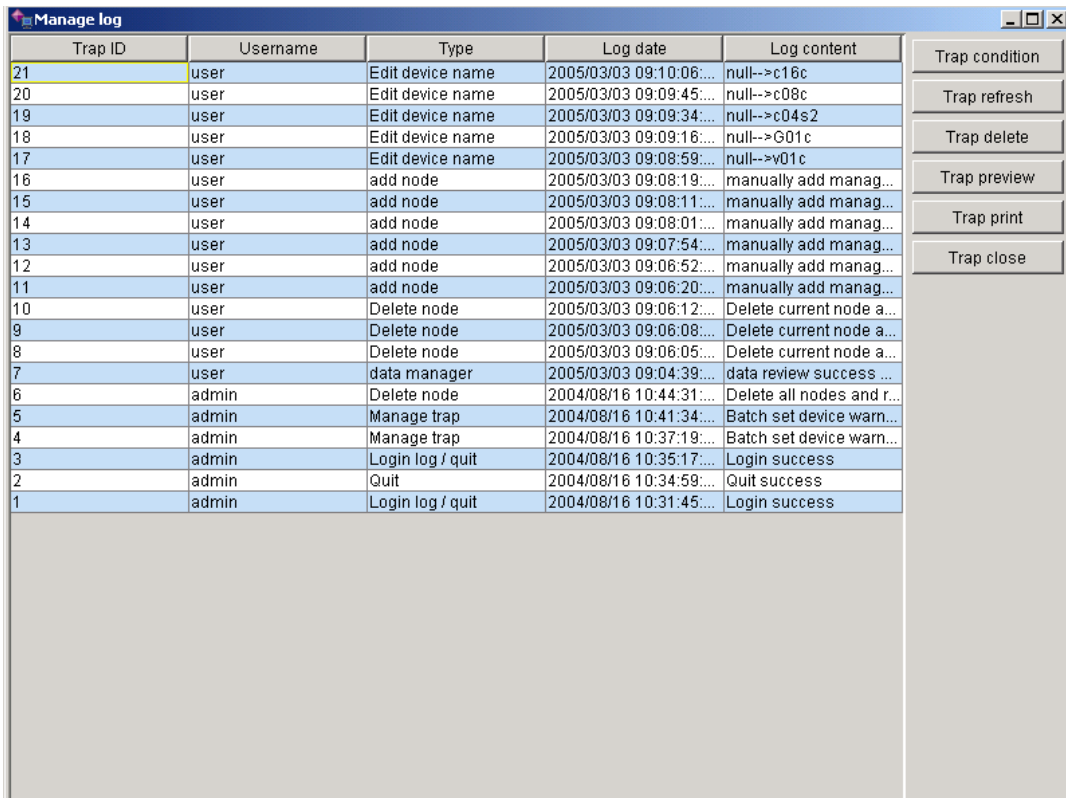 Manage log
Trap ID Username Type Log date Log content
21 user Edit device name 2005/03/03 09:10:06:... null-->c16c
20 user Edit device name 2005/03/03 09:09:45:... null-->c08c
19 user Edit device name 2005/03/03 09:09:34:... null-->c04s2
18 user Edit device name 2005/03/03 09:09:16:... null-->G01c
17 user Edit device name 2005/03/03 09:08:59:... null-->v01c
16 user add node 2005/03/03 09:08:19:... manually add manag...
15 user add node 2005/03/03 09:08:11:... manually add manag...
14 user add node 2005/03/03 09:08:01:... manually add manag...
13 user add node 2005/03/03 09:07:54:... manually add manag...
12 user add node 2005/03/03 09:06:52:... manually add manag...
11 user add node 2005/03/03 09:06:20:... manually add manag...
10 user Delete node 2005/03/03 09:06:12:... Delete current node a...
9 user Delete node 2005/03/03 09:06:08:... Delete current node a...
8 user Delete node 2005/03/03 09:06:05:... Delete current node a...
7 user data manager 2005/03/03 09:04:39:... data review success ...
6 admin Delete node 2004/08/16 10:44:31:... Delete all nodes and r...
5 admin Manage trap 2004/08/16 10:41:34:... Batch set device warn...
4 admin Manage trap 2004/08/16 10:37:19:... Batch set device warn...
3 admin Login log / quit 2004/08/16 10:35:17:... Login success
2 admin Quit 2004/08/16 10:34:59:... Quit success
1 admin Login log / quit 2004/08/16 10:31:45:... Login success
Trap condition
Trap refresh
Trap delete
Trap preview
Trap print
Trap close